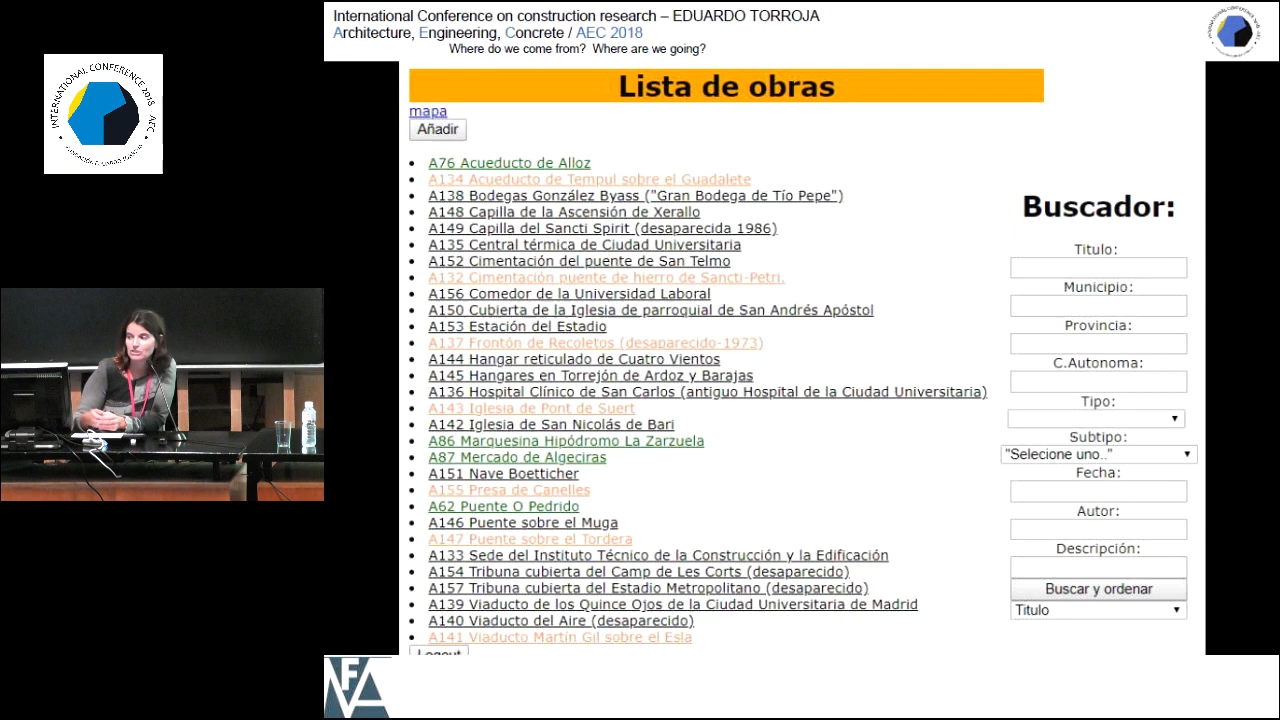 International Conference on construction research – EDUARDO TORROJA
Architecture, Engineering, Concrete / AEC 2018
Where do we come from? Where are we going?
INTERNATIONAL CONFERENCE 2018 AEC
Lista de obras
mapa
Añadir
A76 Acueducto de Alloz
A134 Acueducto de Tempul sobre el Guadalete
A138 Bodegas González Byass ("Gran Bodega de Tío Pepe")
A148 Capilla de la Ascensión de Xerallo
A149 Capilla del Sancti Spirit (desaparecida 1986)
A135 Central térmica de Ciudad Universitaria
A152 Cimentación del puente de San Telmo
A132 Cimentación puente de hierro de Sancti-Petri.
A156 Comedor de la Universidad Laboral
A150 Cubierta de la Iglesia de parroquial de San Andrés Apóstol
A153 Estación del Estadio
A137 Frontón de Recoletos (desaparecido-1973)
A144 Hangar reticulado de Cuatro Vientos
A145 Hangares en Torrejón de Ardoz y Barajas
A136 Hospital Clínico de San Carlos (antiguo Hospital de la Ciudad Universitaria)
A143 Iglesia de Pont de Suert
A142 Iglesia de San Nicolás de Bari
A86 Marquesina Hipódromo La Zarzuela
A87 Mercado de Algeciras
A151 Nave Boetticher
A155 Presa de Canelles
A62 Puente O Pedrido
A146 Puente sobre el Muga
A147 Puente sobre el Tordera
A133 Sede del Instituto Técnico de la Construcción y la Edificación
A154 Tribuna cubierta del Camp de Les Corts (desaparecido)
A157 Tribuna cubierta del Estadio Metropolitano (desaparecido)
A139 Viaducto de los Quince Ojos de la Ciudad Universitaria de Madrid
A140 Viaducto del Aire (desaparecido)
A141 Viaducto Martín Gil sobre el Esla
Logout
Buscador:
Titulo:
Municipio:
Provincia:
C.Autonoma:
Tipo:
Subtipo:
"Selecione uno.."
Fecha:
Autor:
Descripción:
Buscar y ordenar
Titulo